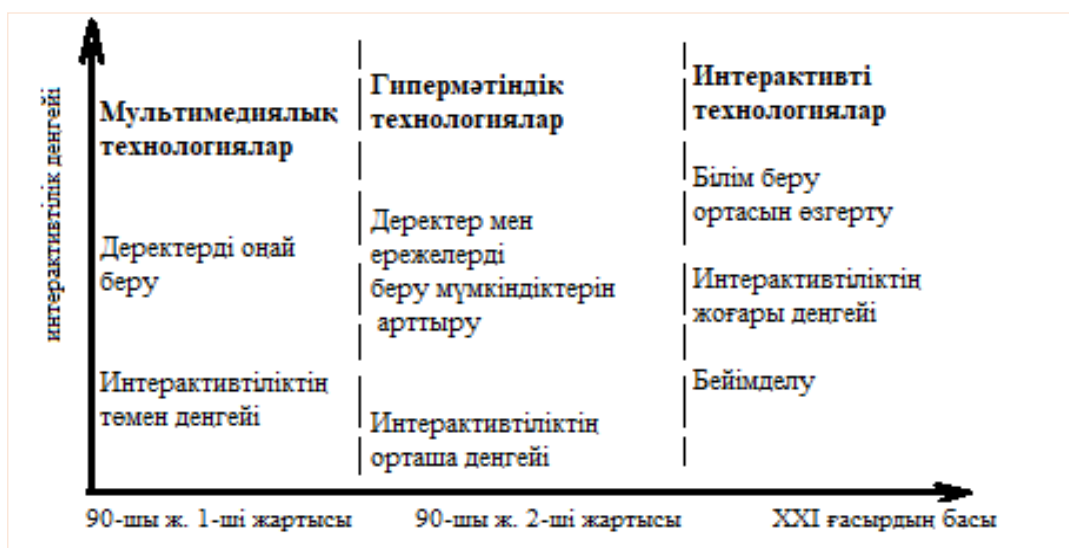 интерактивтілік деңгейі
Мультимедиялық
технологиялар
Деректерді оңай
беру
Интерактивтіліктің
төмен деңгейі
Гипермәтіндік
технологиялар
Деректер мен
ережелерді
беру мүмкіндіктерін
арттыру
Интерактивтіліктің
орташа деңгейі
Интерактивті
технологиялар
Білім беру
ортасын өзгерту
Интерактивтіліктің
жоғары деңгейі
Бейімделу
90-шы ж. 1-ші жартысы
90-шы ж. 2-ші жартысы
XXI ғасырдың басы